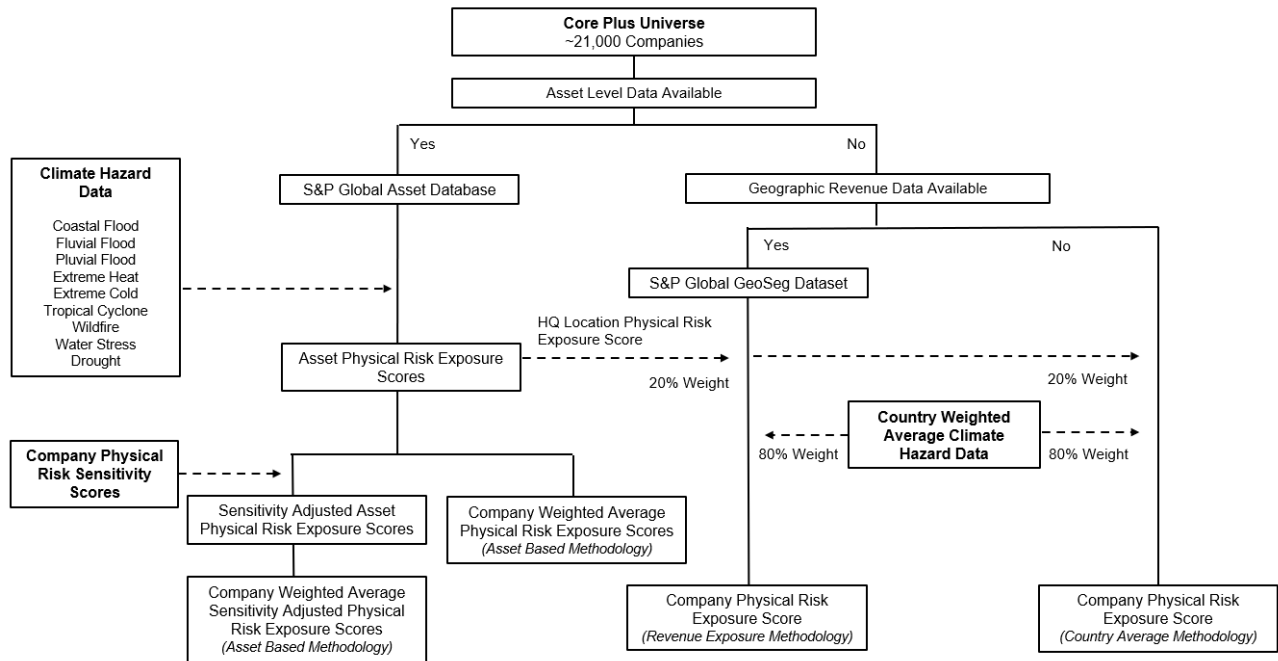 Core Plus Universe
~21,000 Companies
Asset Level Data Available
Yes
No
Climate Hazard
Data
Coastal Flood
Fluvial Flood
Pluvial Flood
Extreme Heat
Extreme Cold
Tropical Cyclone
Wildfire
Water Stress
Drought
S&P Global Asset Database
Geographic Revenue Data Available
Yes
No
S&P Global GeoSeg Dataset
HQ Location Physical Risk
Exposure Score
Asset Physical Risk Exposure
Scores
20% Weight
20% Weight
Country Weighted
Average Climate
Hazard Data
80% Weight
80% Weight
Company Physical
Risk Sensitivity
Scores
Sensitivity Adjusted Asset
Physical Risk Exposure Scores
Company Weighted Average
Physical Risk Exposure Scores
(Asset Based Methodology)
Company Weighted Average
Sensitivity Adjusted Physical
Risk Exposure Scores
(Asset Based Methodology)
Company Physical Risk
Exposure Score
(Revenue Exposure Methodology)
Company Physical Risk
Exposure Score
(Country Average Methodology)